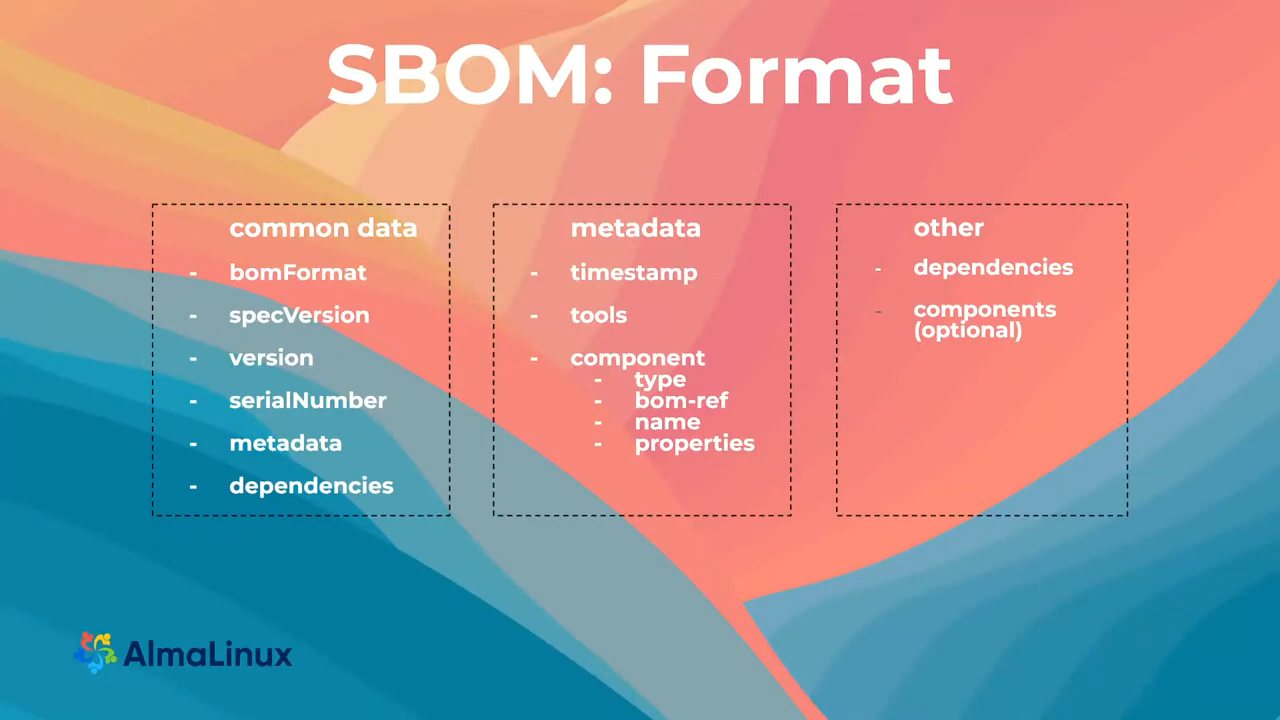 SBOM: Format
common data
- bomFormat
- specVersion
- version
- serialNumber
- metadata
- dependencies
metadata
- timestamp
- tools
- component
- type
- bom-ref
- name
- properties
other
- dependencies
- components
(optional)
AlmaLinux